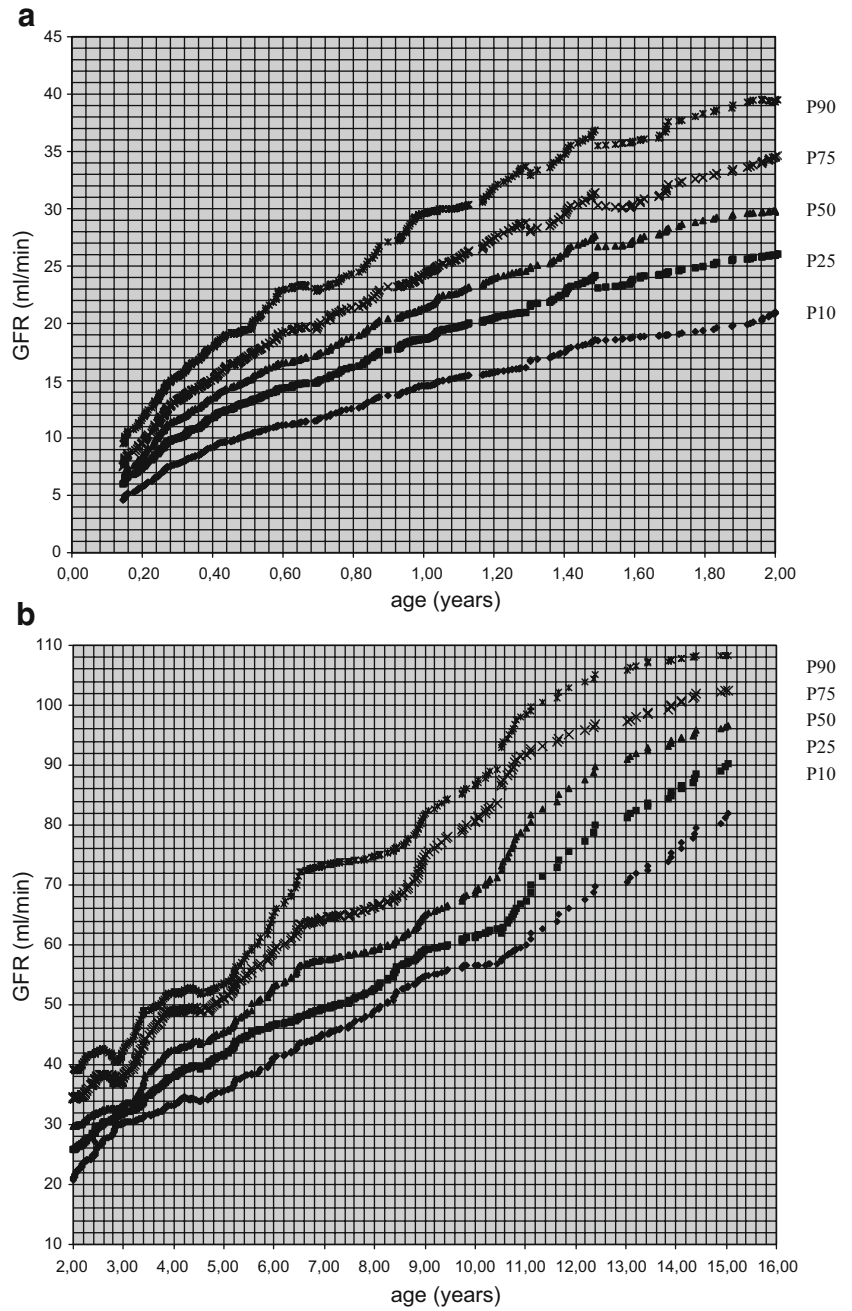 a
45
40
35
30
25
20
15
10
5
0
GFR (ml/min)
0,00 0,20 0,40 0,60 0,80 1,00 1,20 1,40 1,60 1,80 2,00
age (years)
P90
P75
P50
P25
P10
b
110
100
90
80
70
60
50
40
30
20
10
GFR (ml/min)
2,00 3,00 4,00 5,00 6,00 7,00 8,00 9,00 10,00 11,00 12,00 13,00 14,00 15,00 16,00
age (years)
P90
P75
P50
P25
P10